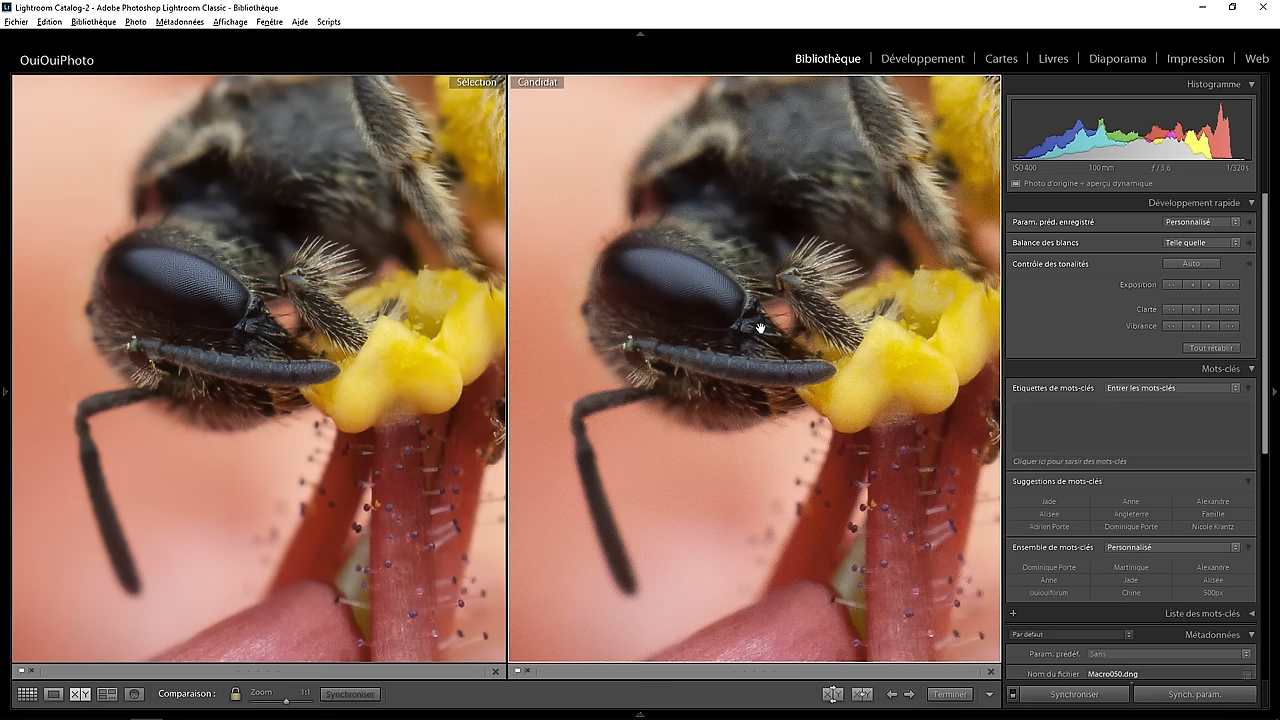 Lightroom Catalog-2 - Adobe Photoshop Lightroom Classic - Bibliothèque
Fichier Edition Bibliothèque Photo Métadonnées Affichage Fenêtre Aide Scripts
OuiOuiPhoto
Bibliothèque | Développement | Cartes | Livres | Diaporama | Impression | Web
Sélection
Candidat
Histogramme
ISO 400 100 mm ƒ / 5,6 1/320 s
Photo d'origine + aperçu dynamique
Développement rapide
Param. préd. enregistré Personnalisé
Balance des blancs Telle quelle
Contrôle des tonalités Auto
Exposition
Clarte
Vibrance
Tout rétablir
Mots-clés
Etiquettes de mots-clés Entrer les mots-clés
Cliquer ici pour saisir des mots-clés
Suggestions de mots-clés
Jade Anne Alexandre
Alisée Angleterre Famille
Adrien Porte Dominique Porte Nicole Krantz
Ensemble de mots-clés Personnalisé
Dominique Porte Martinique Alexandre
Anne Jade Alisée
ouiouiforum Chine 500px
Liste des mots-clés
Par défaut Métadonnées
Param. prédéf. Sans
Nom du fichier Macro050.dng
XY Comparaison : Zoom 1:1 Synchroniser Terminer Synchroniser Synch. param.